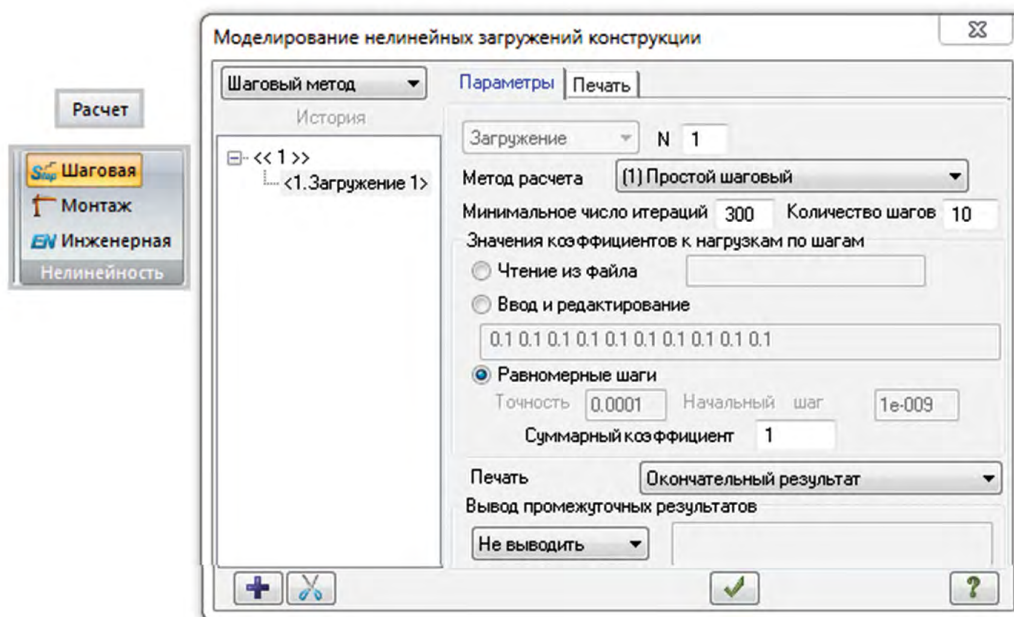 Расчет
Step Шаговая
Монтаж
EN Инженерная
Нелинейность
Моделирование нелинейных загружений конструкции
Шаговый метод
История
<< 1 >>
<1.Загружение 1>
Параметры Печать
Загружение N 1
Метод расчета (1) Простой шаговый
Минимальное число итераций 300 Количество шагов 10
Значения коэффициентов к нагрузкам по шагам
Чтение из файла
Ввод и редактирование
0.1 0.1 0.1 0.1 0.1 0.1 0.1 0.1 0.1 0.1
Равномерные шаги
Точность 0.0001 Начальный шаг 1e-009
Суммарный коэффициент 1
Печать Окончательный результат
Вывод промежуточных результатов
Не выводить
?